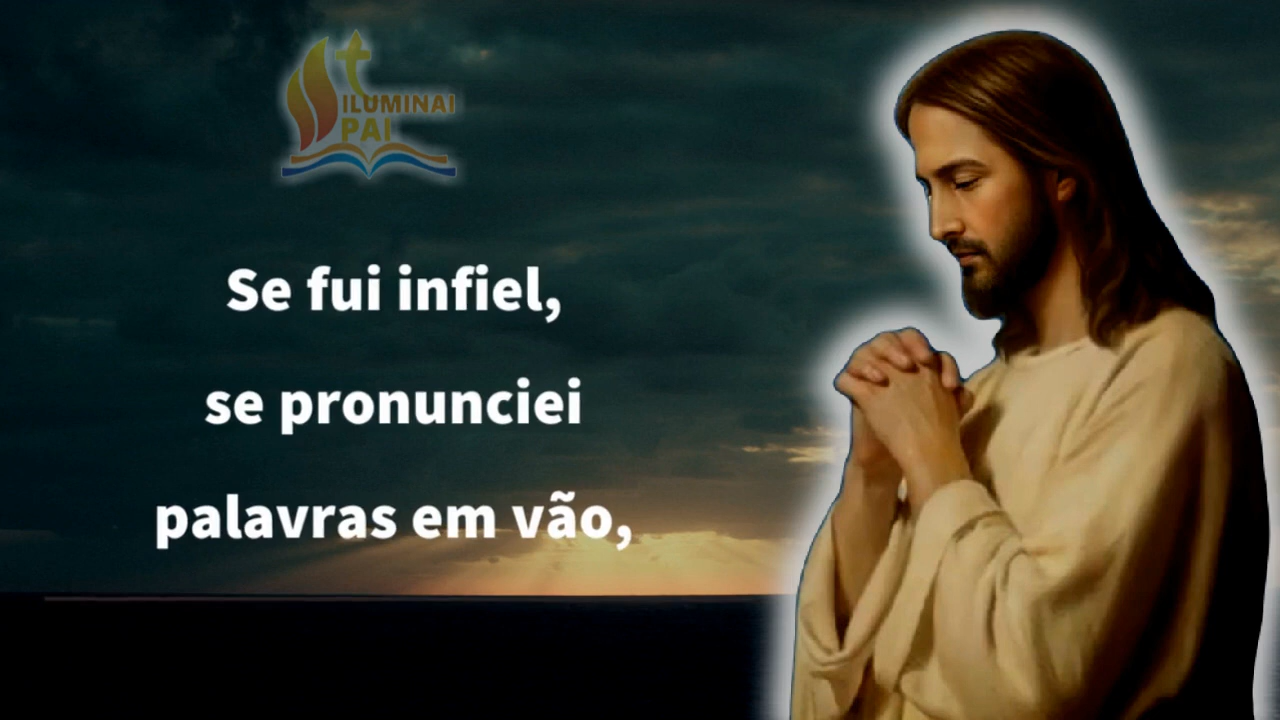 ILUMINAI
PAI
Se fui infiel,
se pronunciei
palavras em vão,